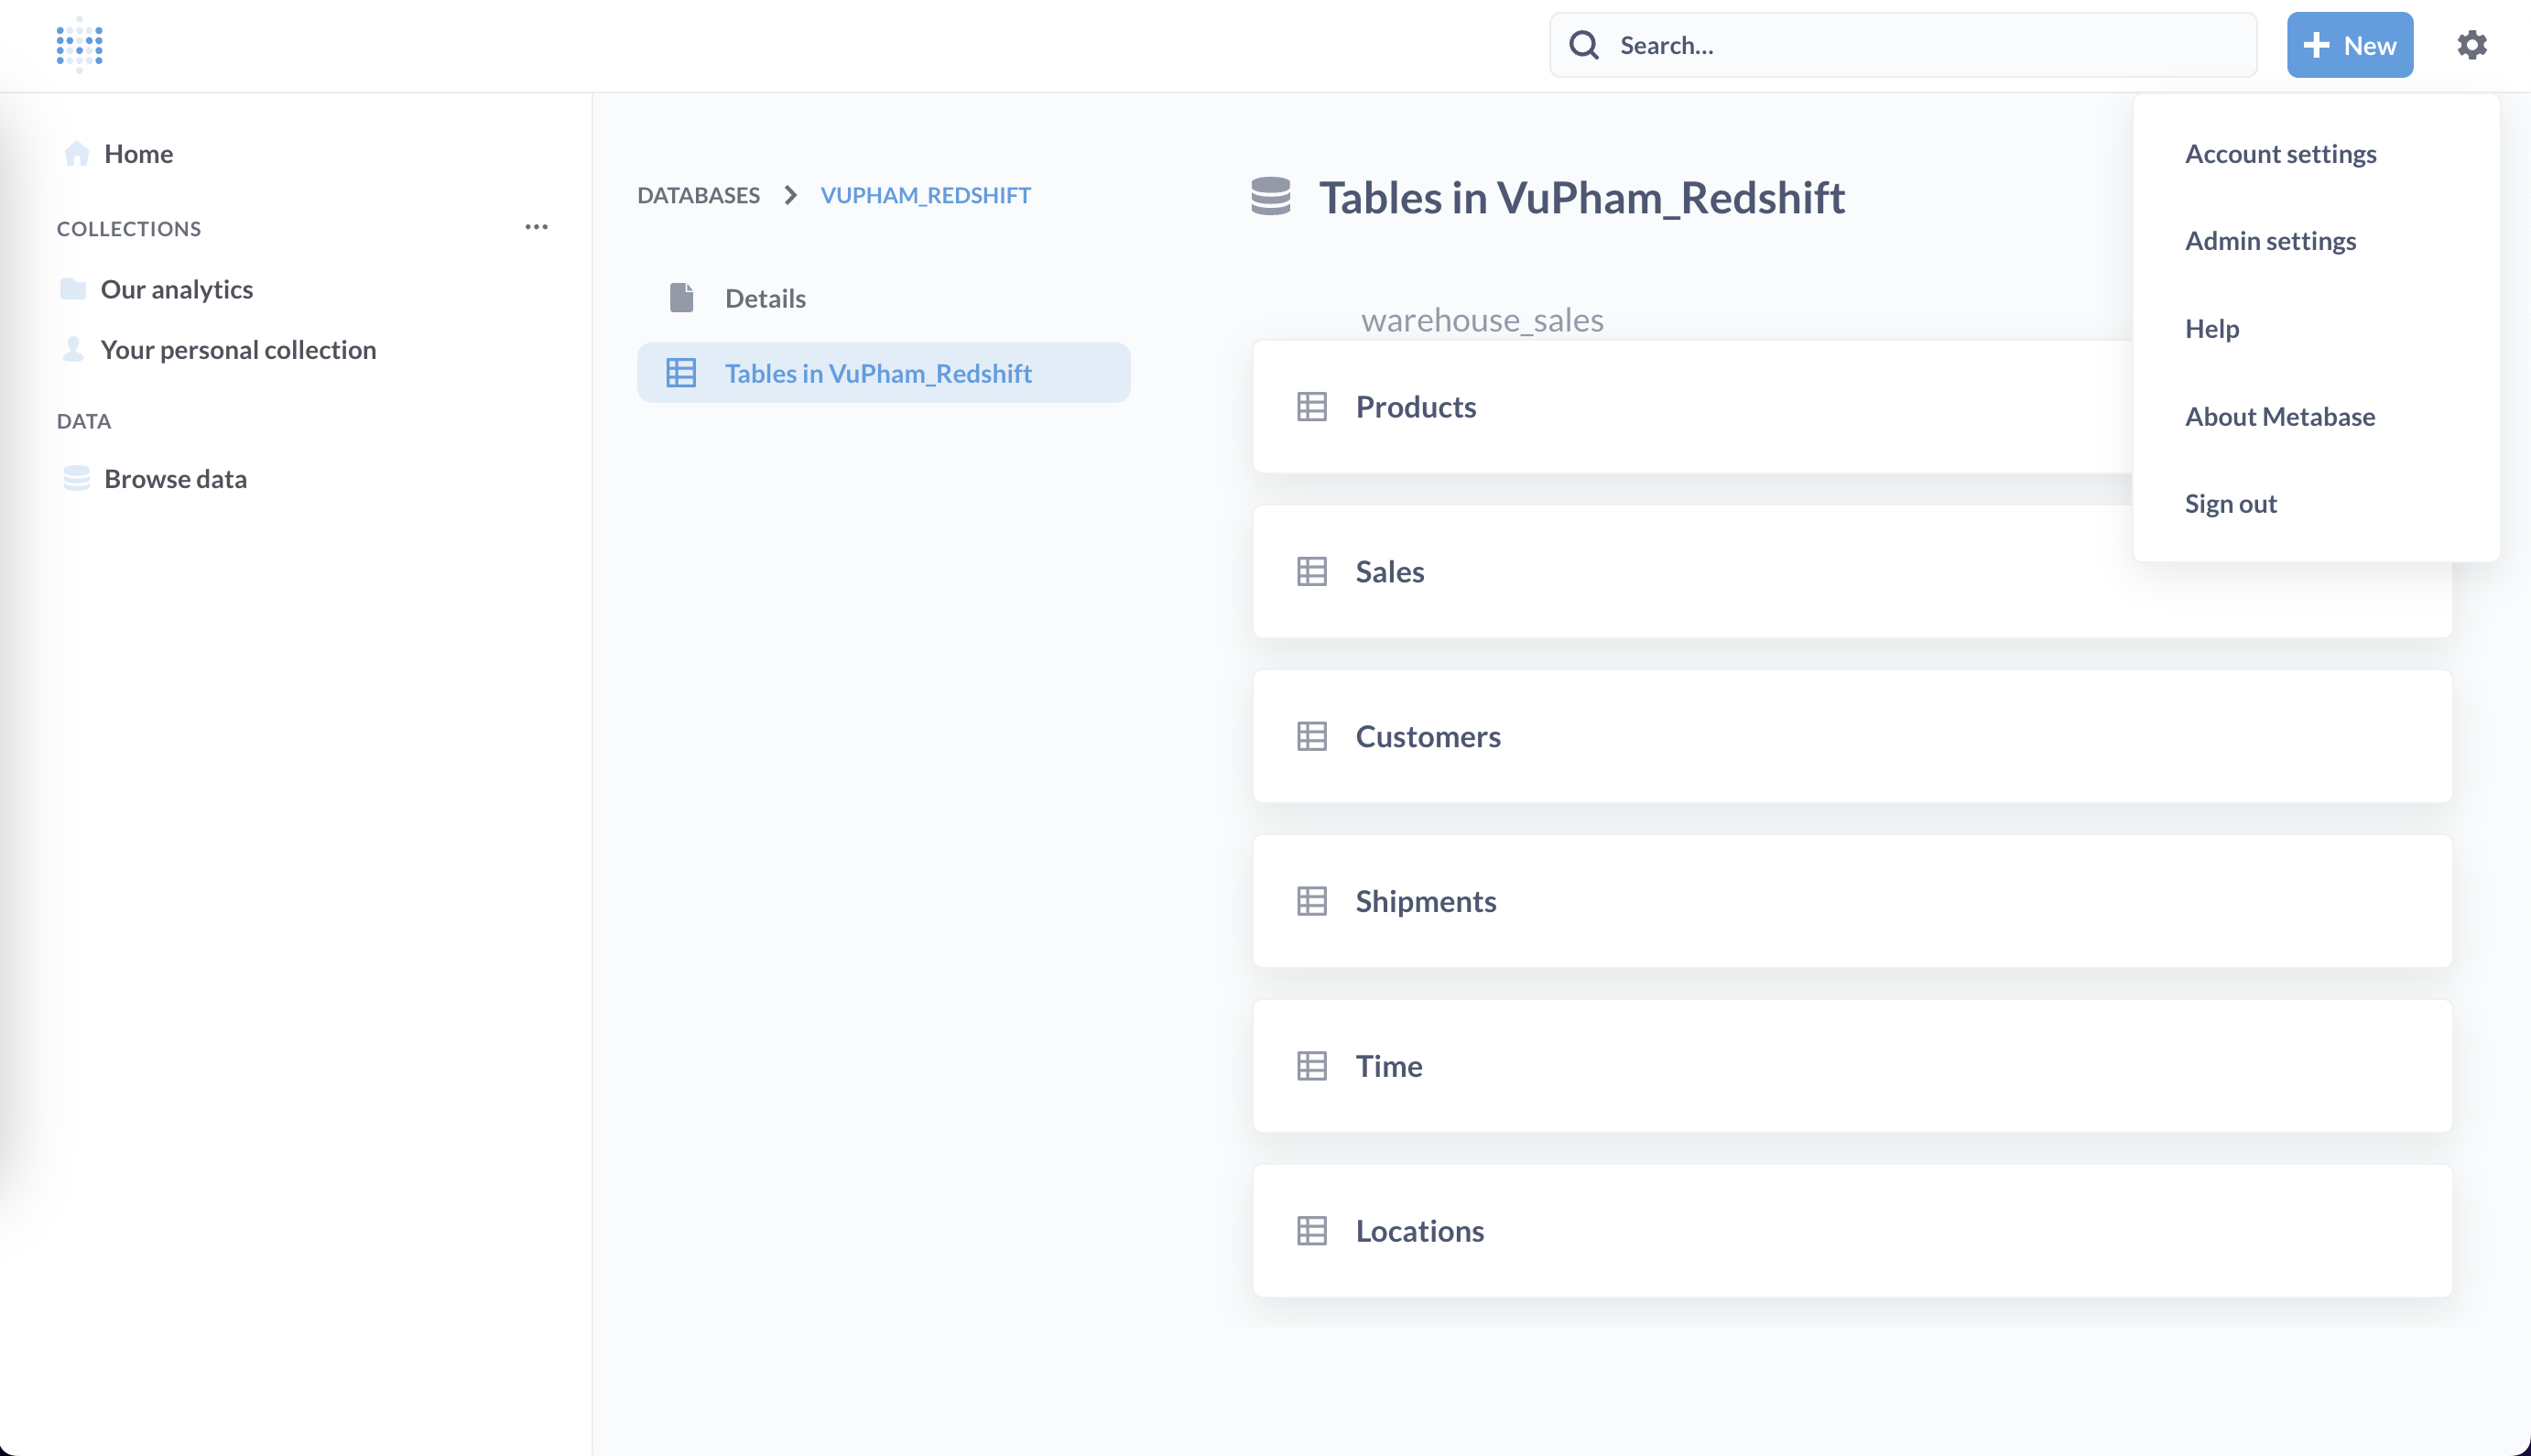 Search...
New
Home
COLLECTIONS
Our analytics
Your personal collection
DATA
Browse data
DATABASES
VUPHAM_REDSHIFT
Details
Tables in VuPham_Redshift
Tables in VuPham_Redshift
warehouse_sales
Products
Sales
Customers
Shipments
Time
Locations
Account settings
Admin settings
Help
About Metabase
Sign out